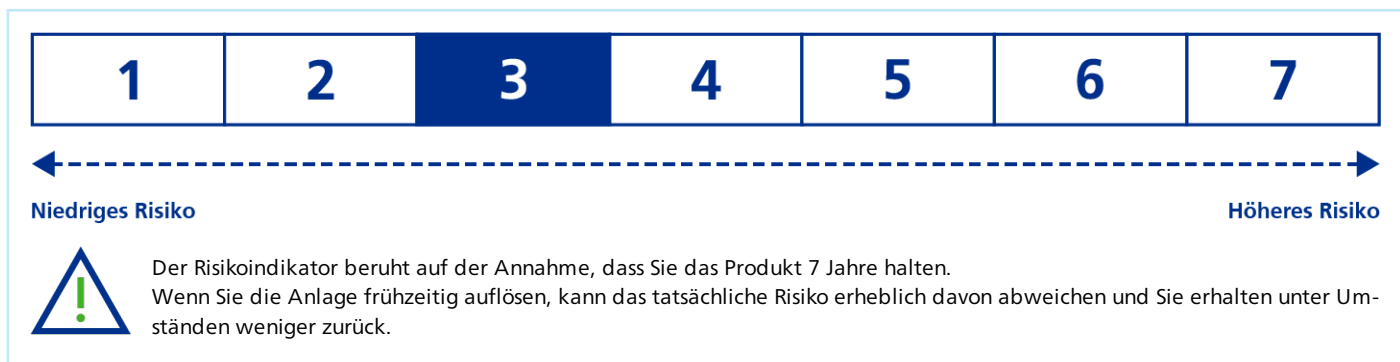 1 2 3 4 5 6 7
Niedriges Risiko Höheres Risiko
Der Risikoindikator beruht auf der Annahme, dass Sie das Produkt 7 Jahre halten.
Wenn Sie die Anlage frühzeitig auflösen, kann das tatsächliche Risiko erheblich davon abweichen und Sie erhalten unter Um-
ständen weniger zurück.